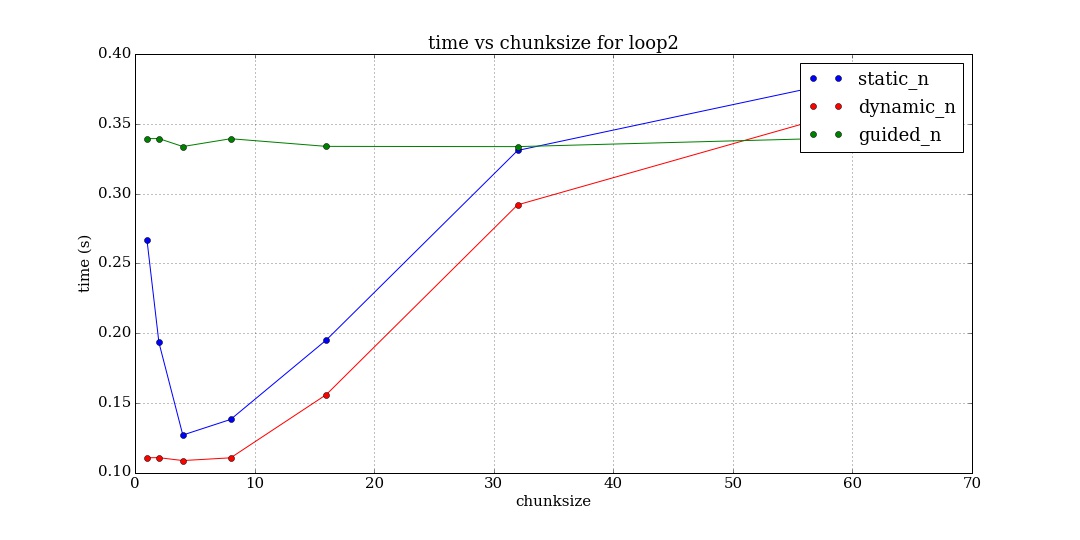 time vs chunksize for loop2
0.40
0.35
0.30
0.25
0.20
0.15
0.10
time (s)
static_n
dynamic_n
guided_n
0 10 20 30 40 50 60 70
chunksize